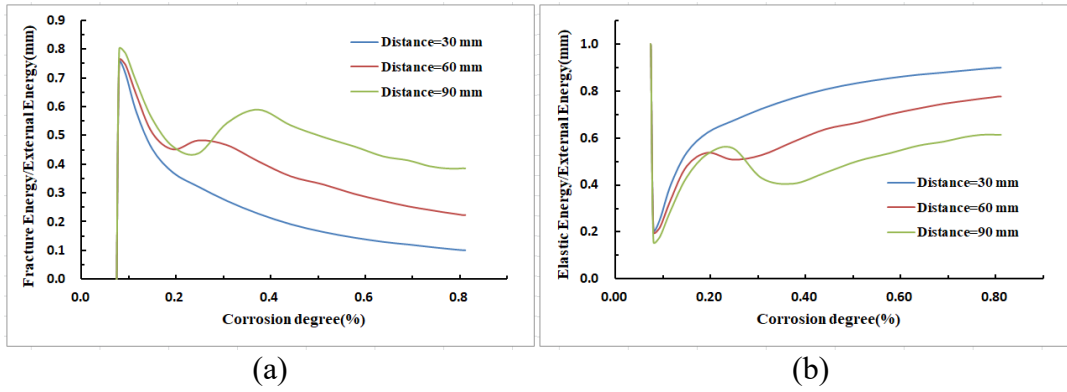 Fracture Energy/External Energy(mm)
0.9
0.8
0.7
0.6
0.5
0.4
0.3
0.2
0.1
0.0
0.0 0.2 0.4 0.6 0.8
Corrosion degree(%)
Distance=30 mm
Distance=60 mm
Distance=90 mm
(a)
Elastic Energy/External Energy(mm)
1.0
0.8
0.6
0.4
0.2
0.0
0.00 0.20 0.40 0.60 0.80
Corrosion degree(%)
Distance=30 mm
Distance=60 mm
Distance=90 mm
(b)